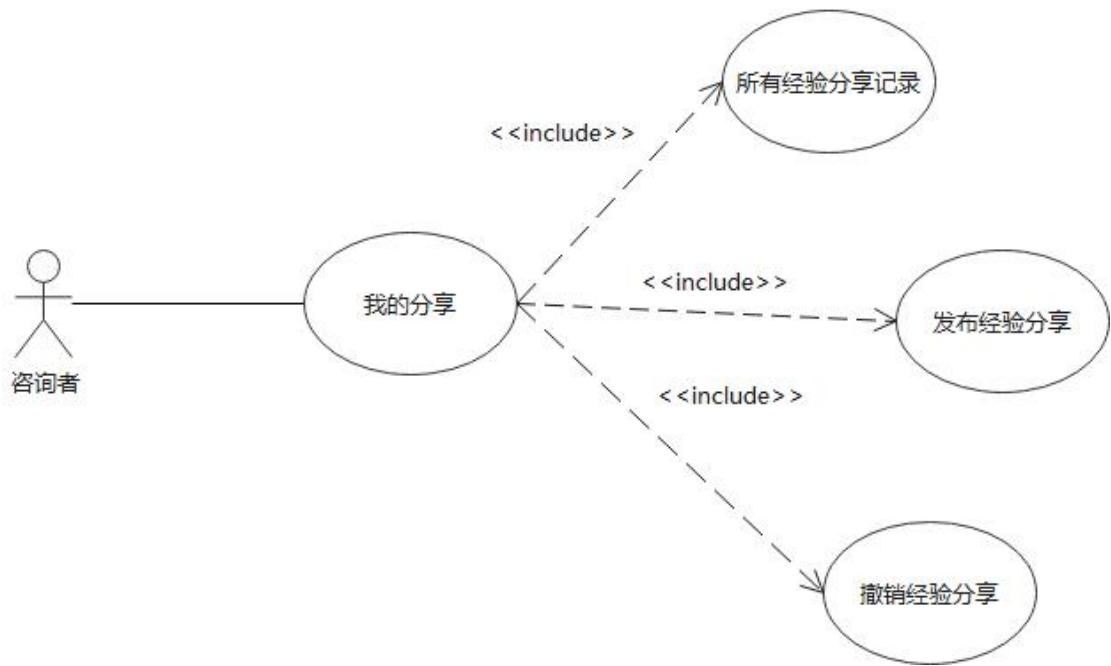 所有经验分享记录
<<include>>
<<include>>
我的分享
发布经验分享
咨询者
<<include>>
撤销经验分享